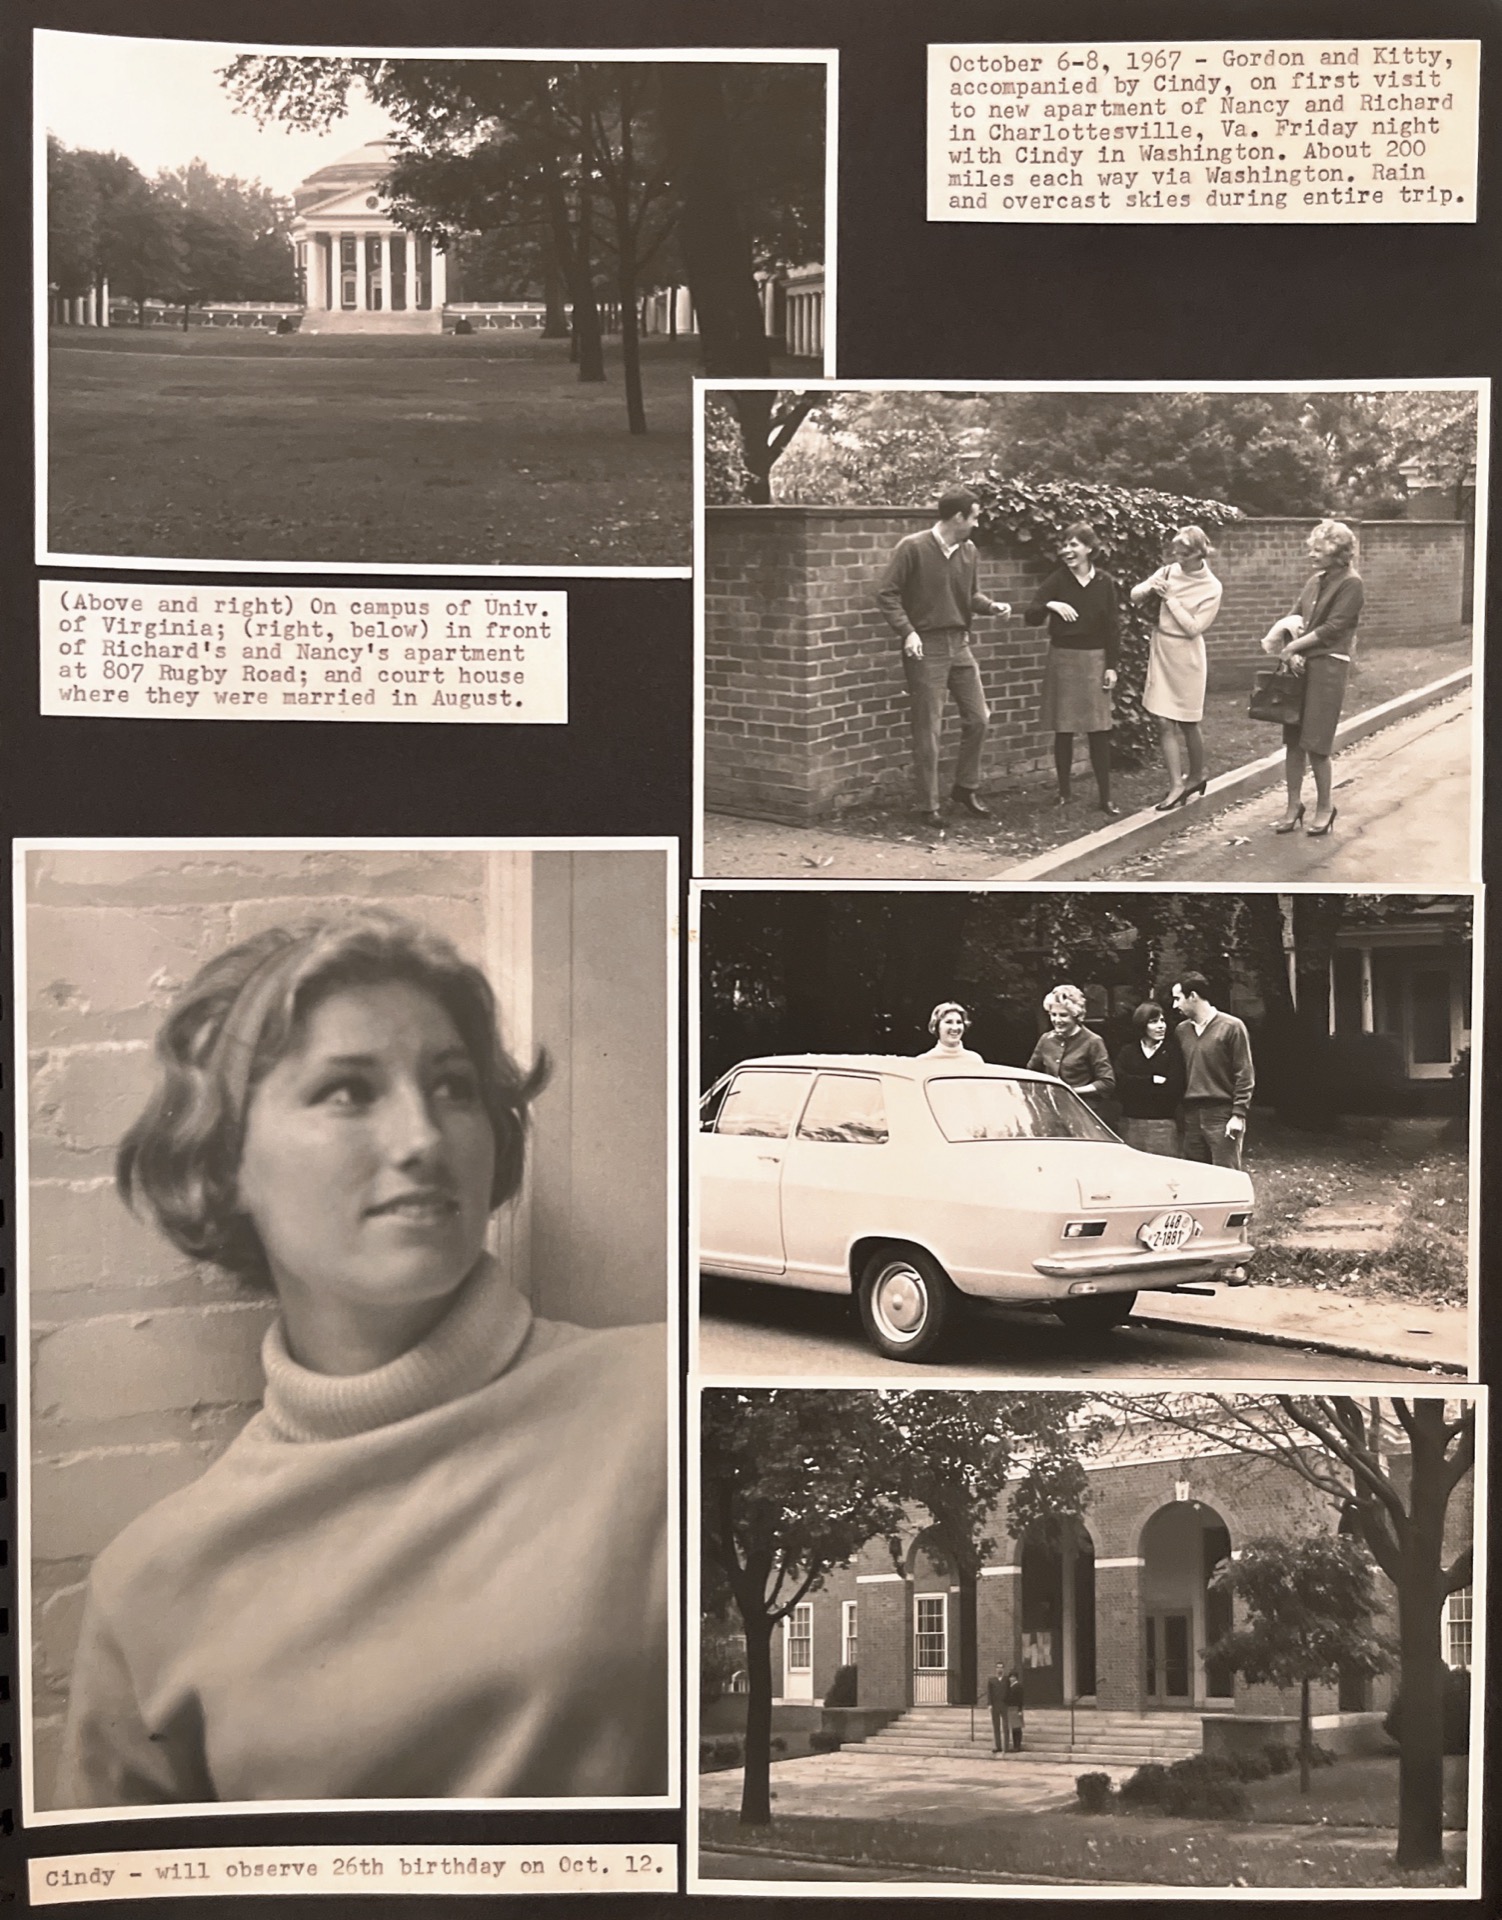 October 6-8, 1967 - Gordon and Kitty,
accompanied by Cindy, on first visit
to new apartment of Nancy and Richard
in Charlottesville, Va. Friday night
with Cindy in Washington. About 200
miles each way via Washington. Rain
and overcast skies during entire trip.
(Above and right) On campus of Univ.
of Virginia; (right, below) in front
of Richard's and Nancy's apartment
at 807 Rugby Road; and court house
where they were married in August.
448
Z-1881
Cindy - will observe 26th birthday on Oct. 12.